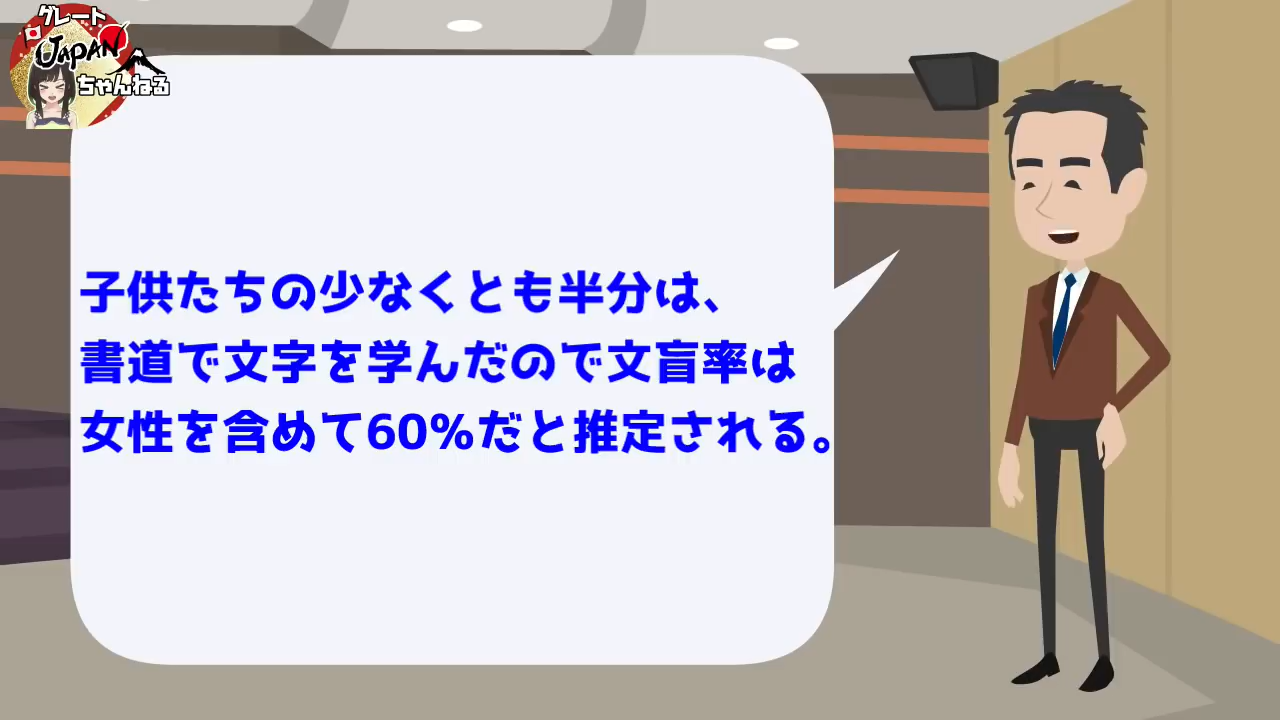 グレート
JAPAN
ちゃんねる
子供たちの少なくとも半分は、
書道で文字を学んだので文盲率は
女性を含めて60%だと推定される。